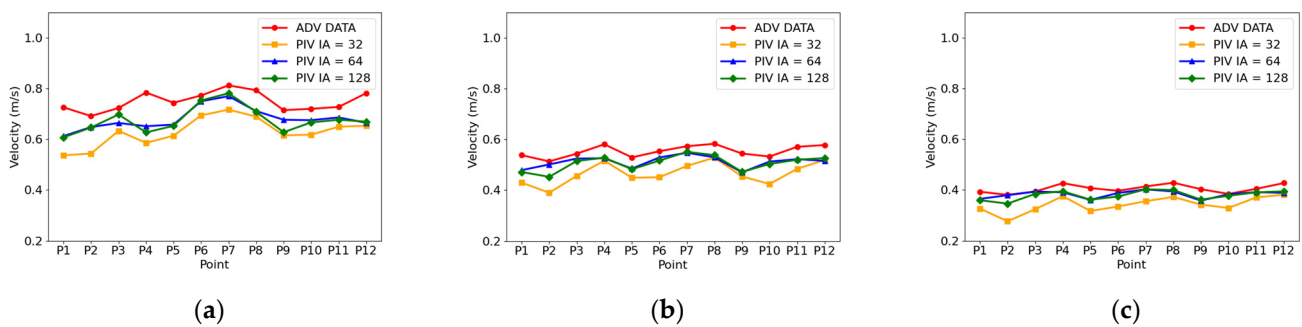 1.0
0.8
0.6
0.4
0.2
Velocity (m/s)
P1 P2 P3 P4 P5 P6 P7 P8 P9 P10 P11 P12
Point
ADV DATA
PIV IA = 32
PIV IA = 64
PIV IA = 128
(a)
1.0
0.8
0.6
0.4
0.2
Velocity (m/s)
P1 P2 P3 P4 P5 P6 P7 P8 P9 P10 P11 P12
Point
ADV DATA
PIV IA = 32
PIV IA = 64
PIV IA = 128
(b)
1.0
0.8
0.6
0.4
0.2
Velocity (m/s)
P1 P2 P3 P4 P5 P6 P7 P8 P9 P10 P11 P12
Point
ADV DATA
PIV IA = 32
PIV IA = 64
PIV IA = 128
(c)